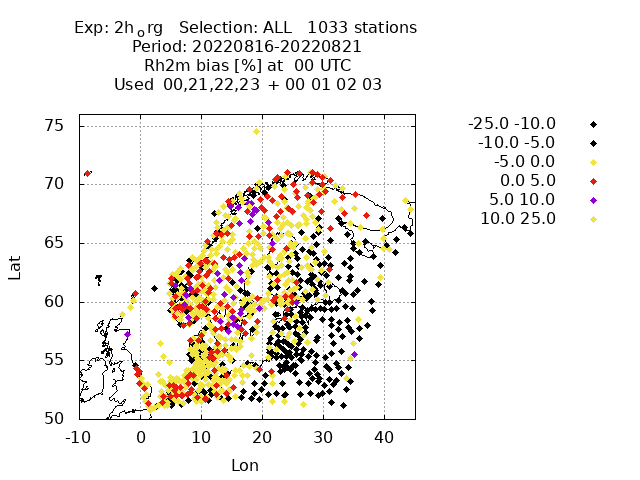 Exp: 2h_o rg Selection: ALL 1033 stations
Period: 20220816-20220821
Rh2m bias [%] at 00 UTC
Used 00,21,22,23 + 00 01 02 03
-25.0 -10.0
-10.0 -5.0
-5.0 0.0
0.0 5.0
5.0 10.0
10.0 25.0
75
70
65
60
55
50
Lat
-10 0 10 20 30 40
Lon